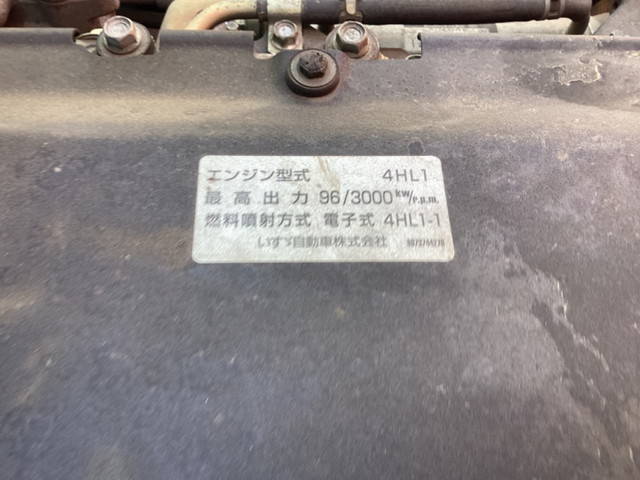 エンジン型式 4HL1
最高出力 96/3000 kW/r.p.m.
燃料噴射方式 電子式 4HL1-1
いすゞ自動車株式会社